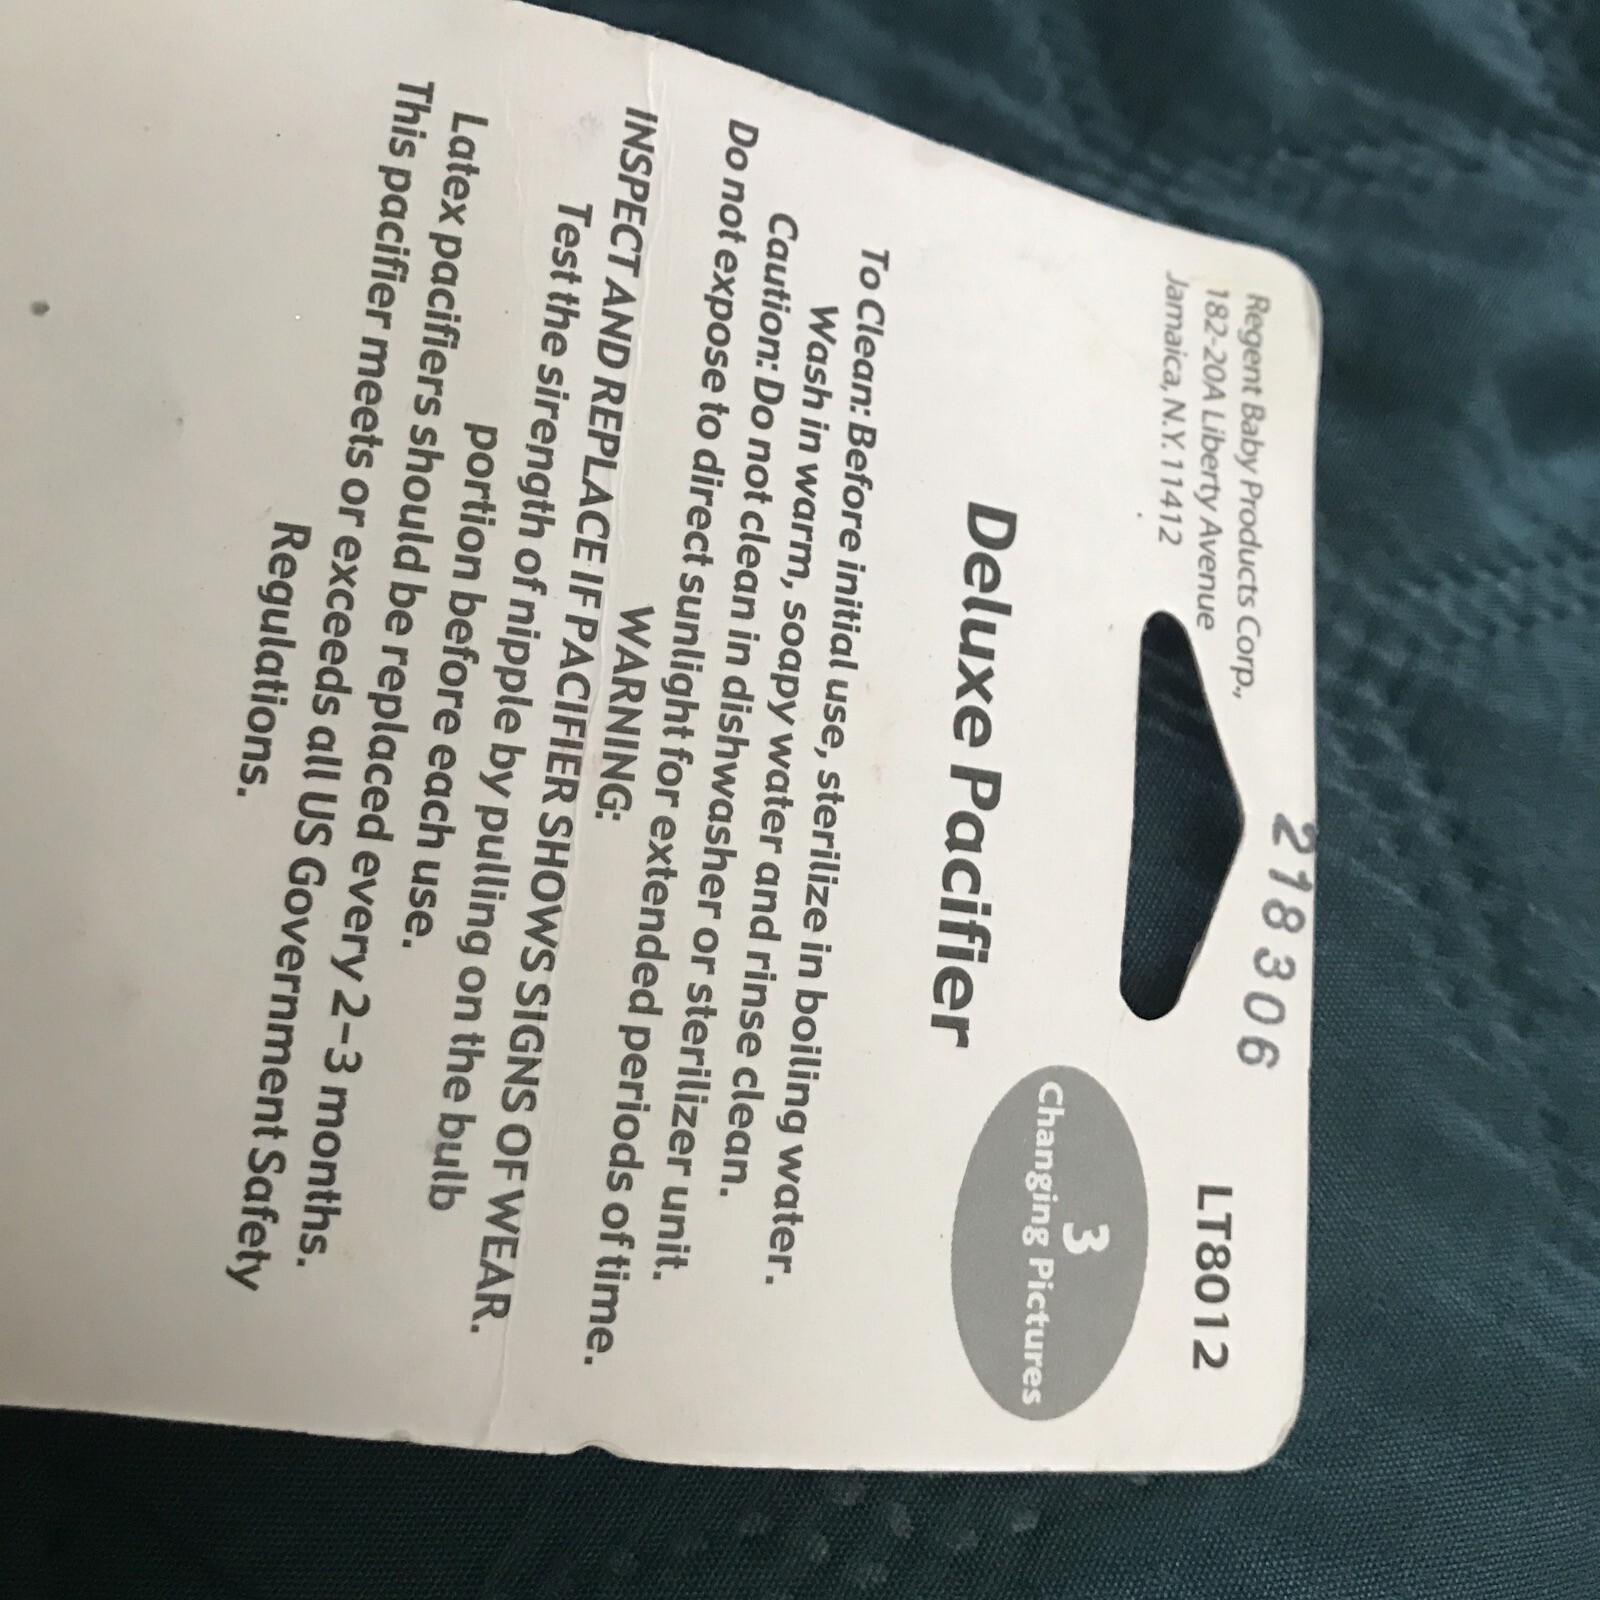 218306
Regent Baby Products Corp.,
182-20A Liberty Avenue
Jamaica, N.Y. 11412
LT8012
3
Changing Pictures
Deluxe Pacifier
To Clean: Before initial use, sterilize in boiling water.
Wash in warm, soapy water and rinse clean.
Caution: Do not clean in dishwasher or sterilizer unit.
Do not expose to direct sunlight for extended periods of time.
WARNING:
INSPECT AND REPLACE IF PACIFIER SHOWS SIGNS OF WEAR.
Test the sirength of nipple by pulling on the bulb
portion before each use.
Latex pacifiers should be replaced every 2-3 months.
This pacifier meets or exceeds all US Government Safety
Regulations.